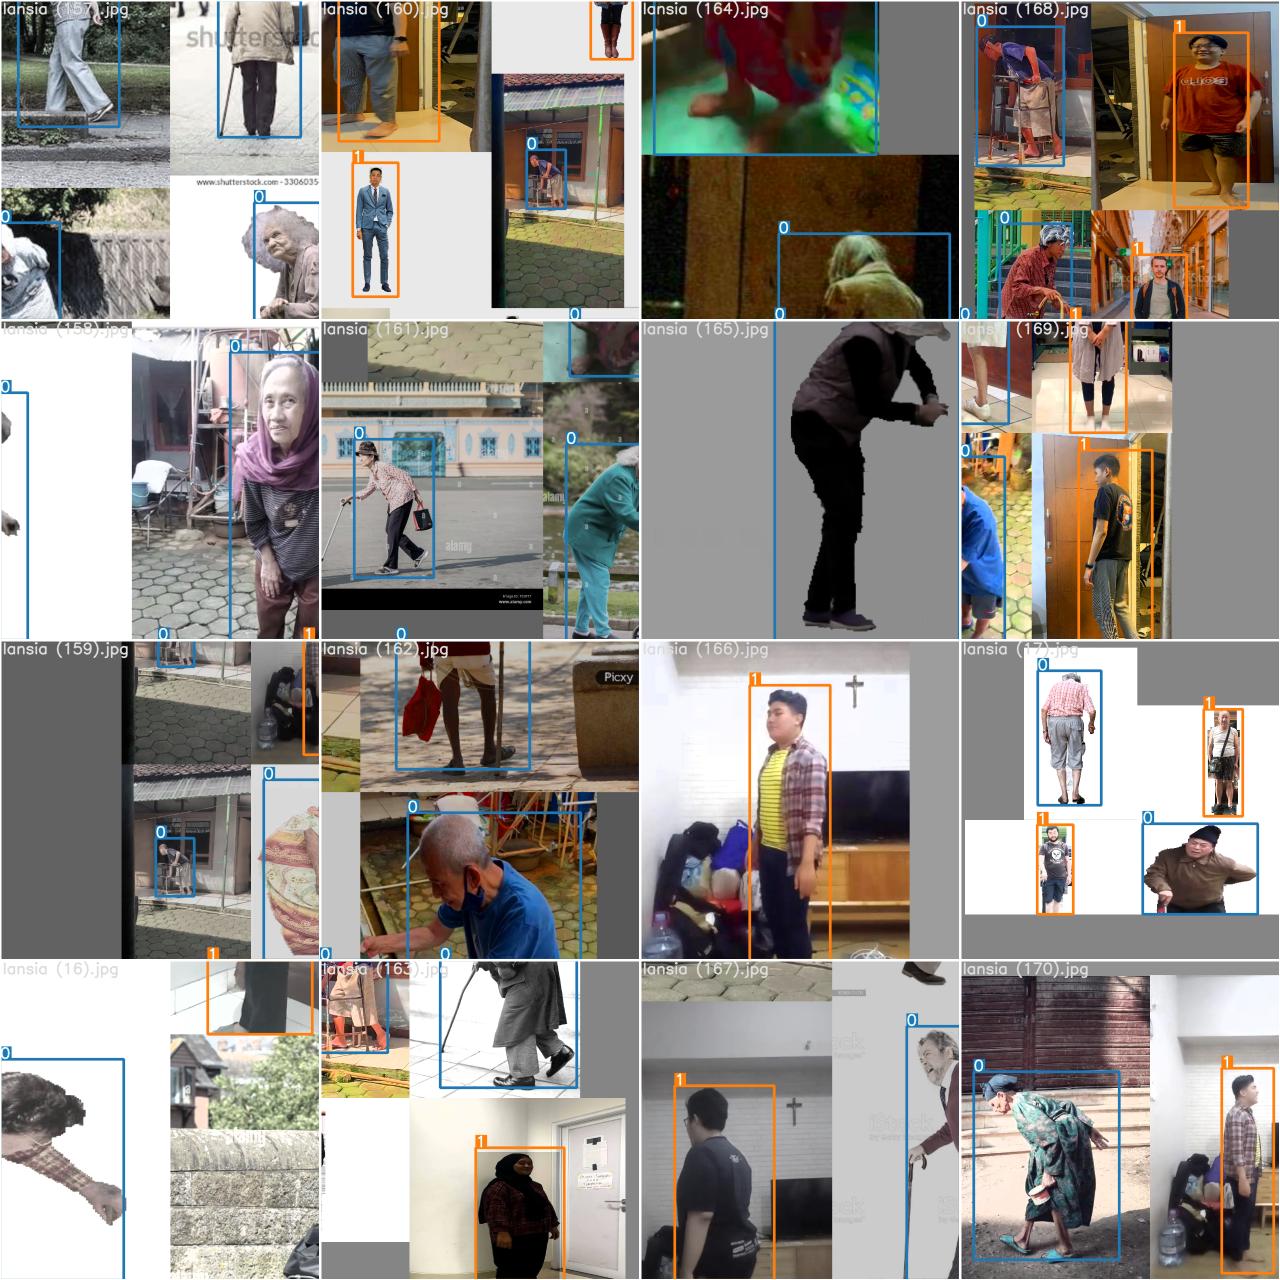 lansia (157).jpg
lansia (160).jpg
lansia (164).jpg
lansia (168).jpg
0
0
0
0
1
0
1
0
0
0
1
0
1
1
shutterstock
www.shutterstock.com - 3306035
lansia (158).jpg
lansia (161).jpg
lansia (165).jpg
lansia (169).jpg
0
0
0
0
0
1
0
1
alamy
alamy
www.alamy.com
lansia (159).jpg
lansia (162).jpg
lansia (166).jpg
lansia (17).jpg
0
0
1
0
0
0
1
0
1
1
0
Picxy
lansia (16).jpg
lansia (163).jpg
lansia (167).jpg
lansia (170).jpg
0
1
0
0
1
1
0
0
1
iStock